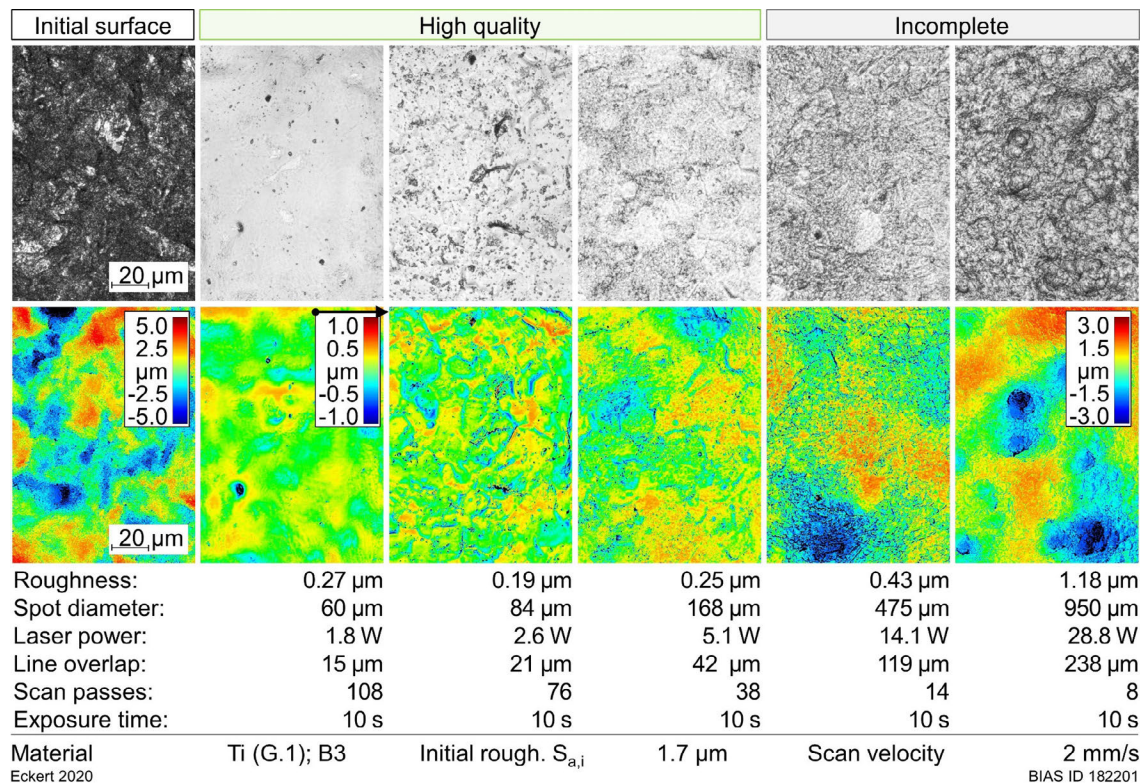 Initial surface High quality Incomplete
20 µm
5.0 1.0 3.0
2.5 0.5 1.5
µm µm µm
-2.5 -0.5 -1.5
-5.0 -1.0 -3.0
20 µm
Roughness: 0.27 µm 0.19 µm 0.25 µm 0.43 µm 1.18 µm
Spot diameter: 60 µm 84 µm 168 µm 475 µm 950 µm
Laser power: 1.8 W 2.6 W 5.1 W 14.1 W 28.8 W
Line overlap: 15 µm 21 µm 42 µm 119 µm 238 µm
Scan passes: 108 76 38 14 8
Exposure time: 10 s 10 s 10 s 10 s 10 s
Material Ti (G.1); B3 Initial rough. Sa,i 1.7 µm Scan velocity 2 mm/s
Eckert 2020 BIAS ID 182201